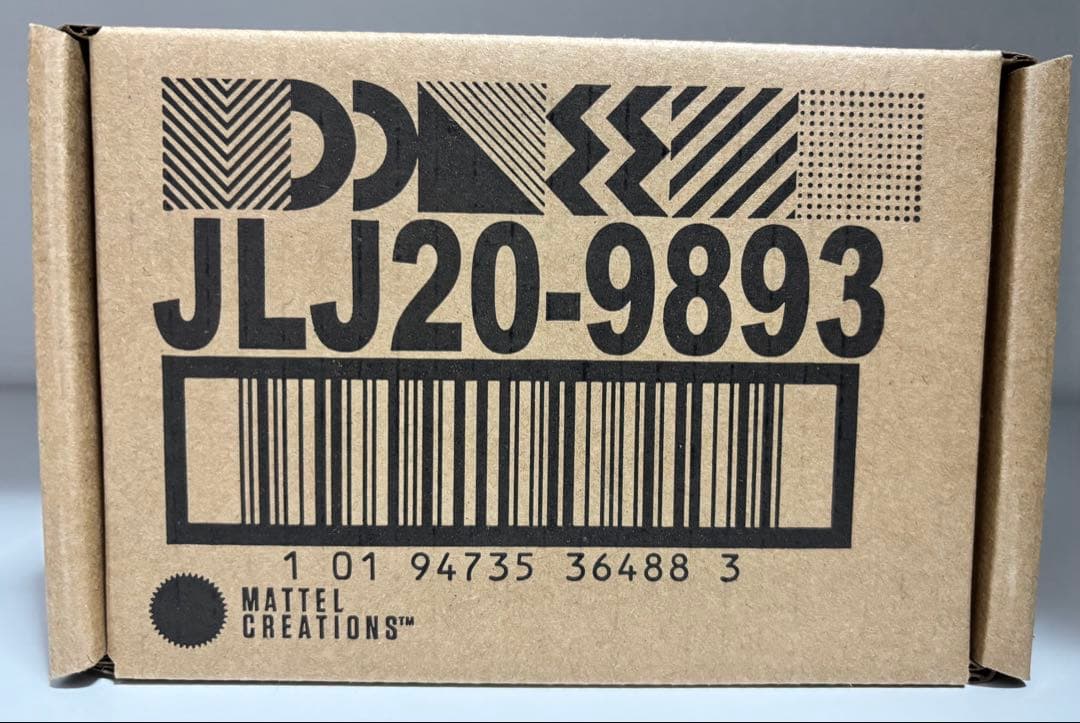 JLJ20-9893
1 01 94735 36488 3
MATTEL
CREATIONS™